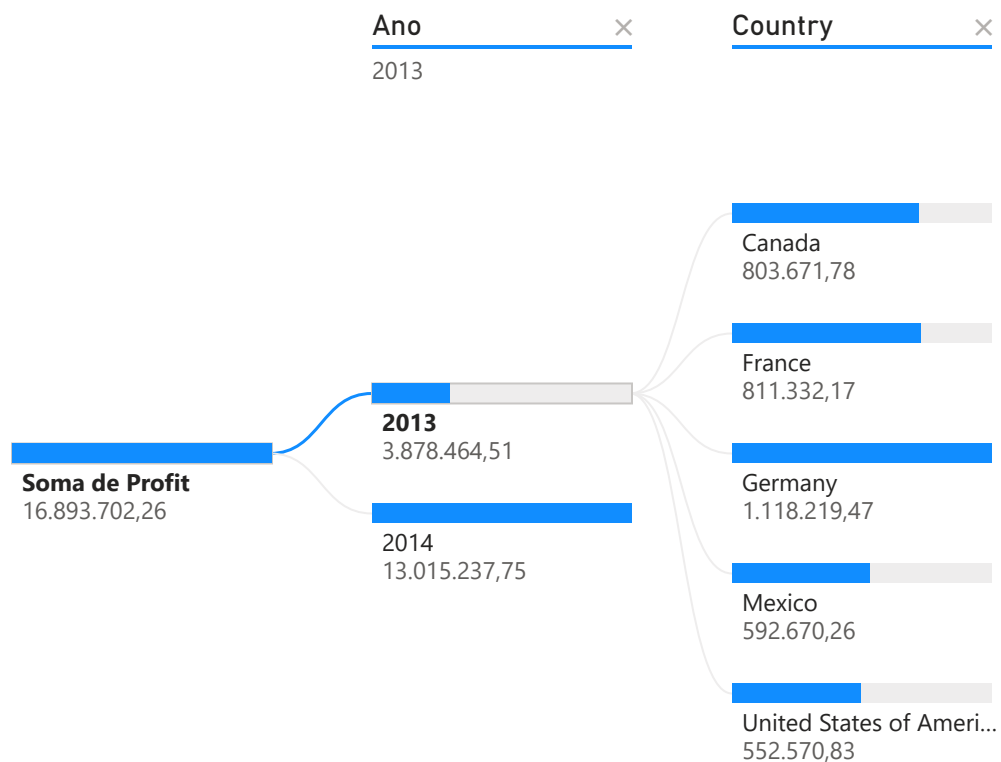 Ano
2013
Country
Soma de Profit
16.893.702,26
2013
3.878.464,51
2014
13.015.237,75
Canada
803.671,78
France
811.332,17
Germany
1.118.219,47
Mexico
592.670,26
United States of Ameri...
552.570,83